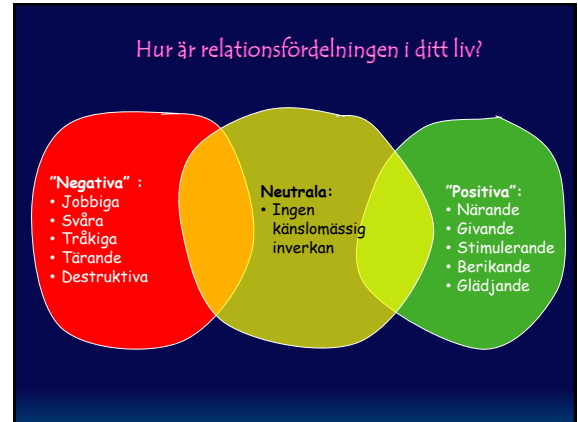 Hur är relationsfördelningen i ditt liv?
”Negativa” :
• Jobbiga
• Svåra
• Tråkiga
• Tärande
• Destruktiva
Neutrala:
• Ingen
känslomässig
inverkan
”Positiva”:
• Närande
• Givande
• Stimulerande
• Berikande
• Glädjande